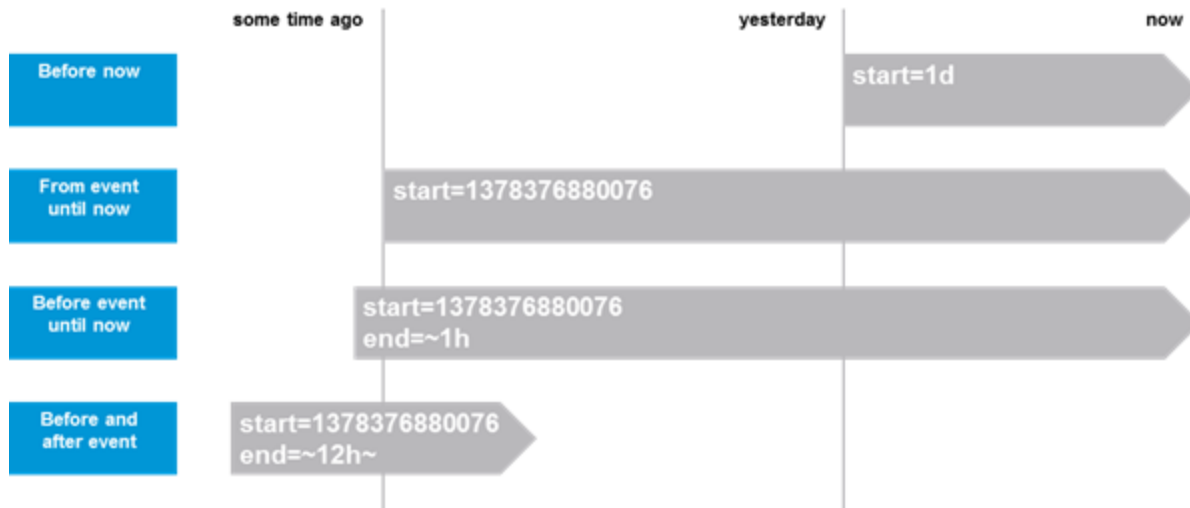 some time ago
yesterday
now
Before now
start=1d
From event
until now
start=1378376880076
Before event
until now
start=1378376880076
end=~1h
Before and
after event
start=1378376880076
end=~12h~